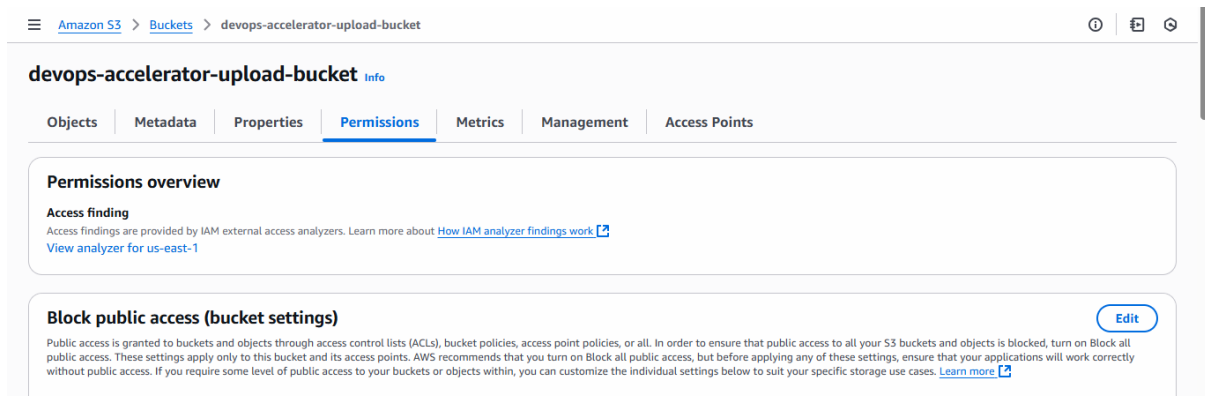 Amazon S3 > Buckets > devops-accelerator-upload-bucket
devops-accelerator-upload-bucket Info
Objects Metadata Properties Permissions Metrics Management Access Points
Permissions overview
Access finding
Access findings are provided by IAM external access analyzers. Learn more about How IAM analyzer findings work
View analyzer for us-east-1
Block public access (bucket settings)
Edit
Public access is granted to buckets and objects through access control lists (ACLs), bucket policies, access point policies, or all. In order to ensure that public access to all your S3 buckets and objects is blocked, turn on Block all
public access. These settings apply only to this bucket and its access points. AWS recommends that you turn on Block all public access, but before applying any of these settings, ensure that your applications will work correctly
without public access. If you require some level of public access to your buckets or objects within, you can customize the individual settings below to suit your specific storage use cases. Learn more